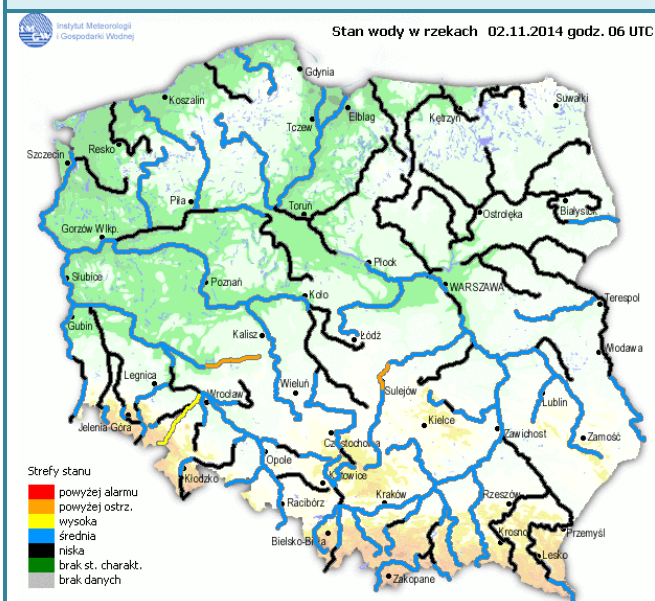 Instytut Meteorologii
i Gospodarki Wodnej
Stan wody w rzekach 02.11.2014 godz. 06 UTC
Gdynia
Koszalin
Suwałki
Elbląg
Kętrzyn
Tczew
Resko
Szczecin
Piła
Toruń
Ostrołęka
Białystok
Gorzów Wlkp.
Płock
Słubice
Poznań
WARSZAWA
Koło
Terespol
Gubin
Kalisz
Łódź
Włodawa
Legnica
Wieluń
Sulejów
Wrocław
Lublin
Jelenia Góra
Kielce
Częstochowa
Zawichost
Zamość
Opole
Strefy stanu
Kłodzko
Katowice
powyżej alarmu
Racibórz
Kraków
Rzeszów
powyżej ostrz.
wysoka
Bielsko-Biała
Krosno
Przemyśl
średnia
niska
Lesko
brak st. charakt.
Zakopane
brak danych